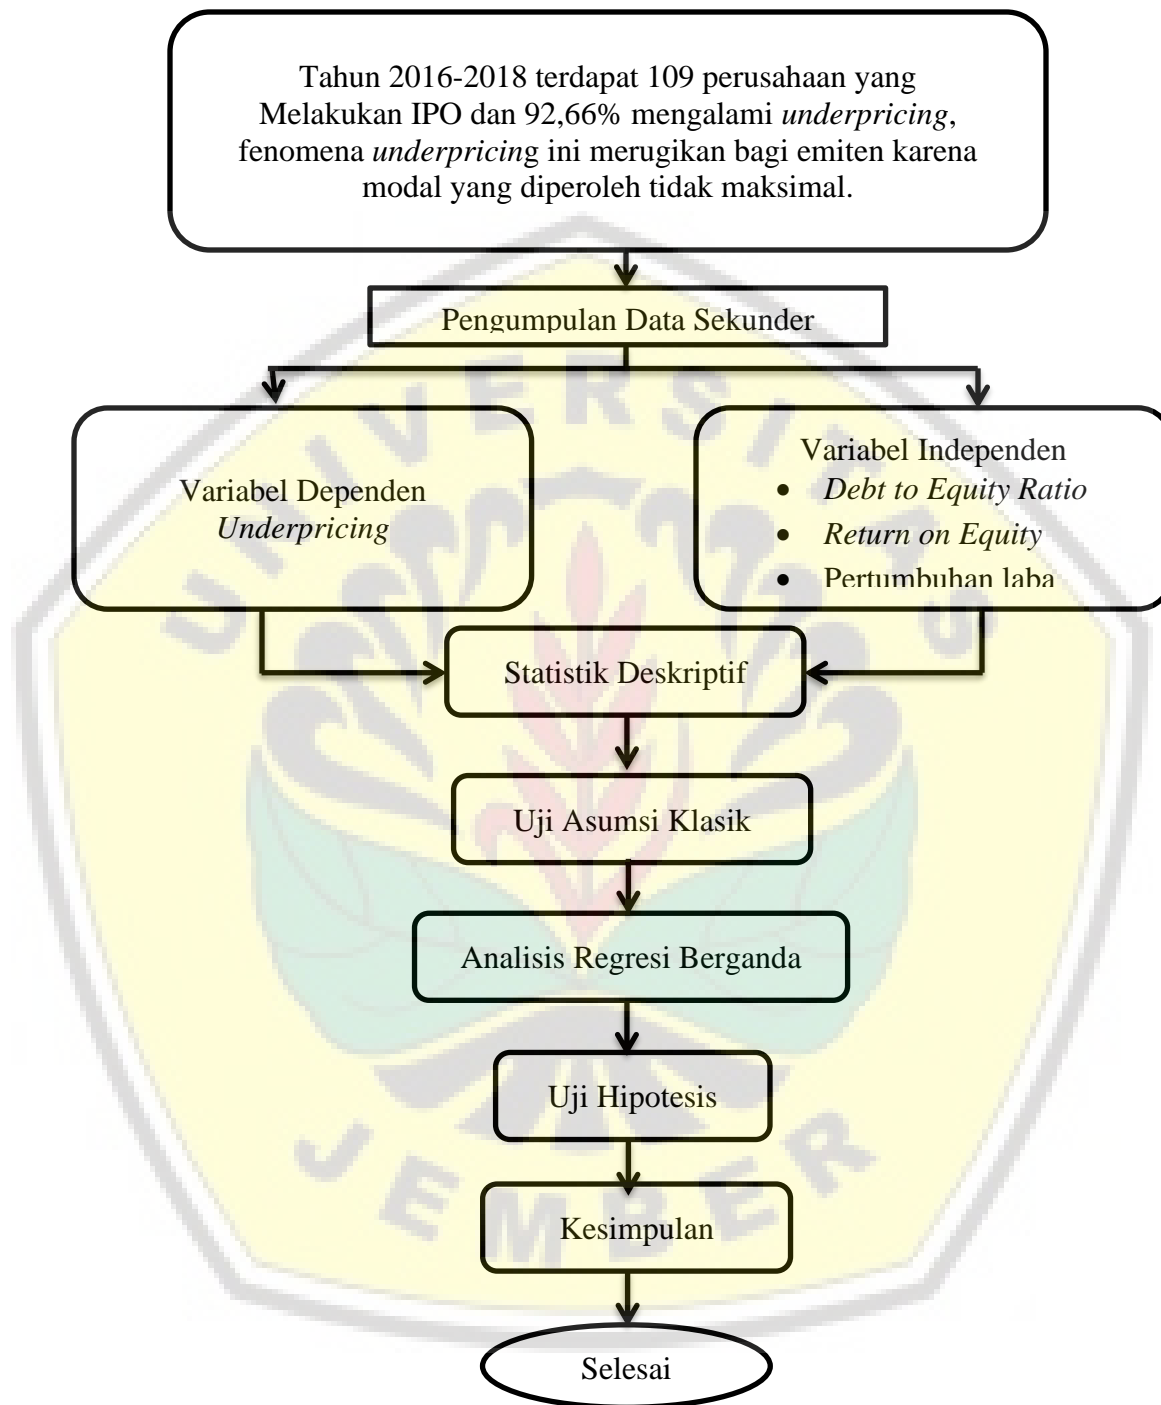 Tahun 2016-2018 terdapat 109 perusahaan yang
Melakukan IPO dan 92,66% mengalami underpricing,
fenomena underpricing ini merugikan bagi emiten karena
modal yang diperoleh tidak maksimal.
Pengumpulan Data Sekunder
Variabel Dependen
Underpricing
Variabel Independen
• Debt to Equity Ratio
• Return on Equity
• Pertumbuhan laba
Statistik Deskriptif
Uji Asumsi Klasik
Analisis Regresi Berganda
Uji Hipotesis
Kesimpulan
Selesai
UNIVERSITAS
JEMBER